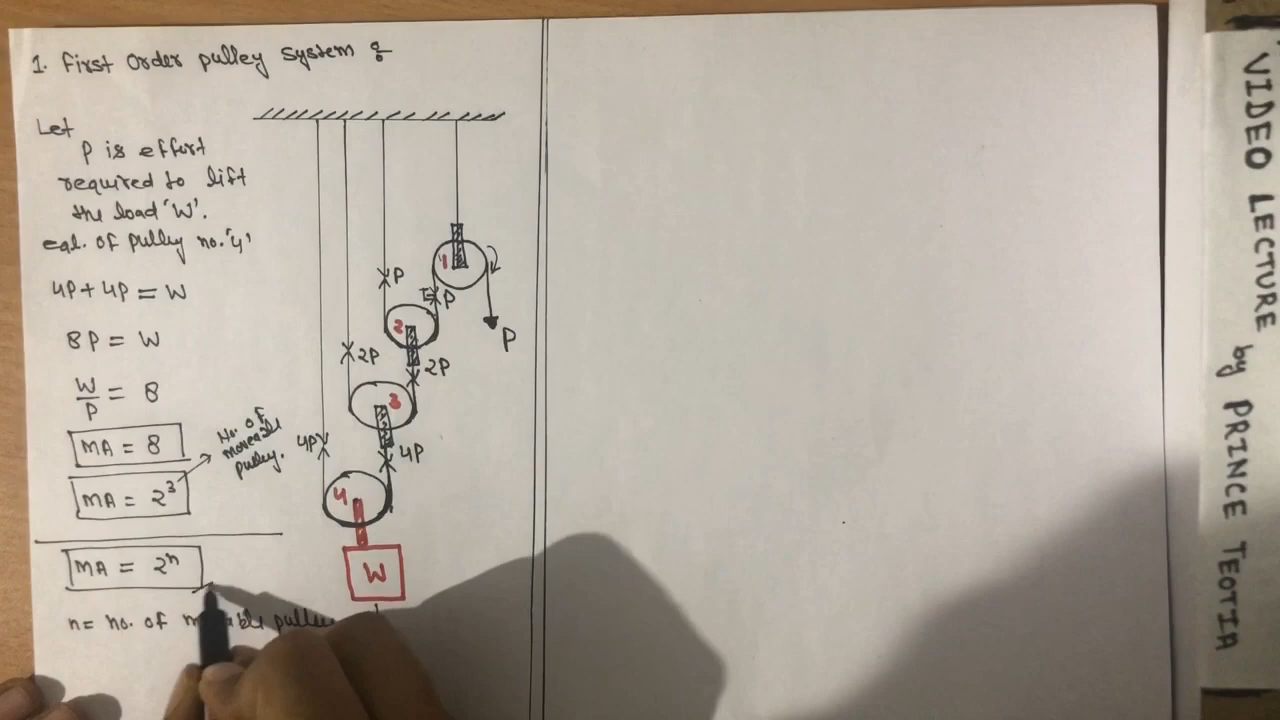 1. First order pulley system :
Let
P is effort
required to lift
the load 'W'.
eql. of pully no. '4'
4P + 4P = W
8P = W
W/P = 8
MA = 8
MA = 2³
No. of
moveable
pulley.
MA = 2ⁿ
n = no. of
1
P
P
P
2
2P
2P
3
4P
4P
4
W
VIDEO LECTURE by PRINCE TEOTIA